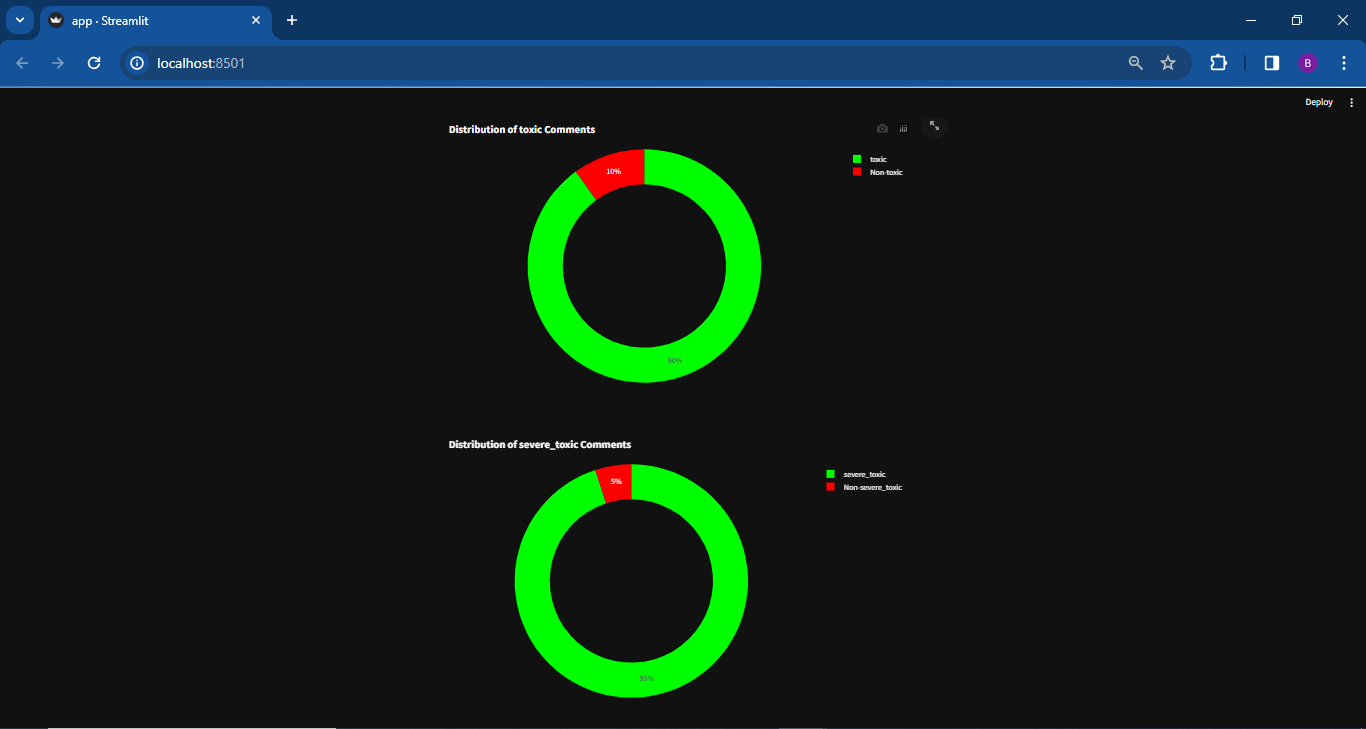 app · Streamlit
localhost:8501
B
Deploy
Distribution of toxic Comments
toxic
Non-toxic
10%
90%
Distribution of severe_toxic Comments
severe_toxic
Non-severe_toxic
5%
95%